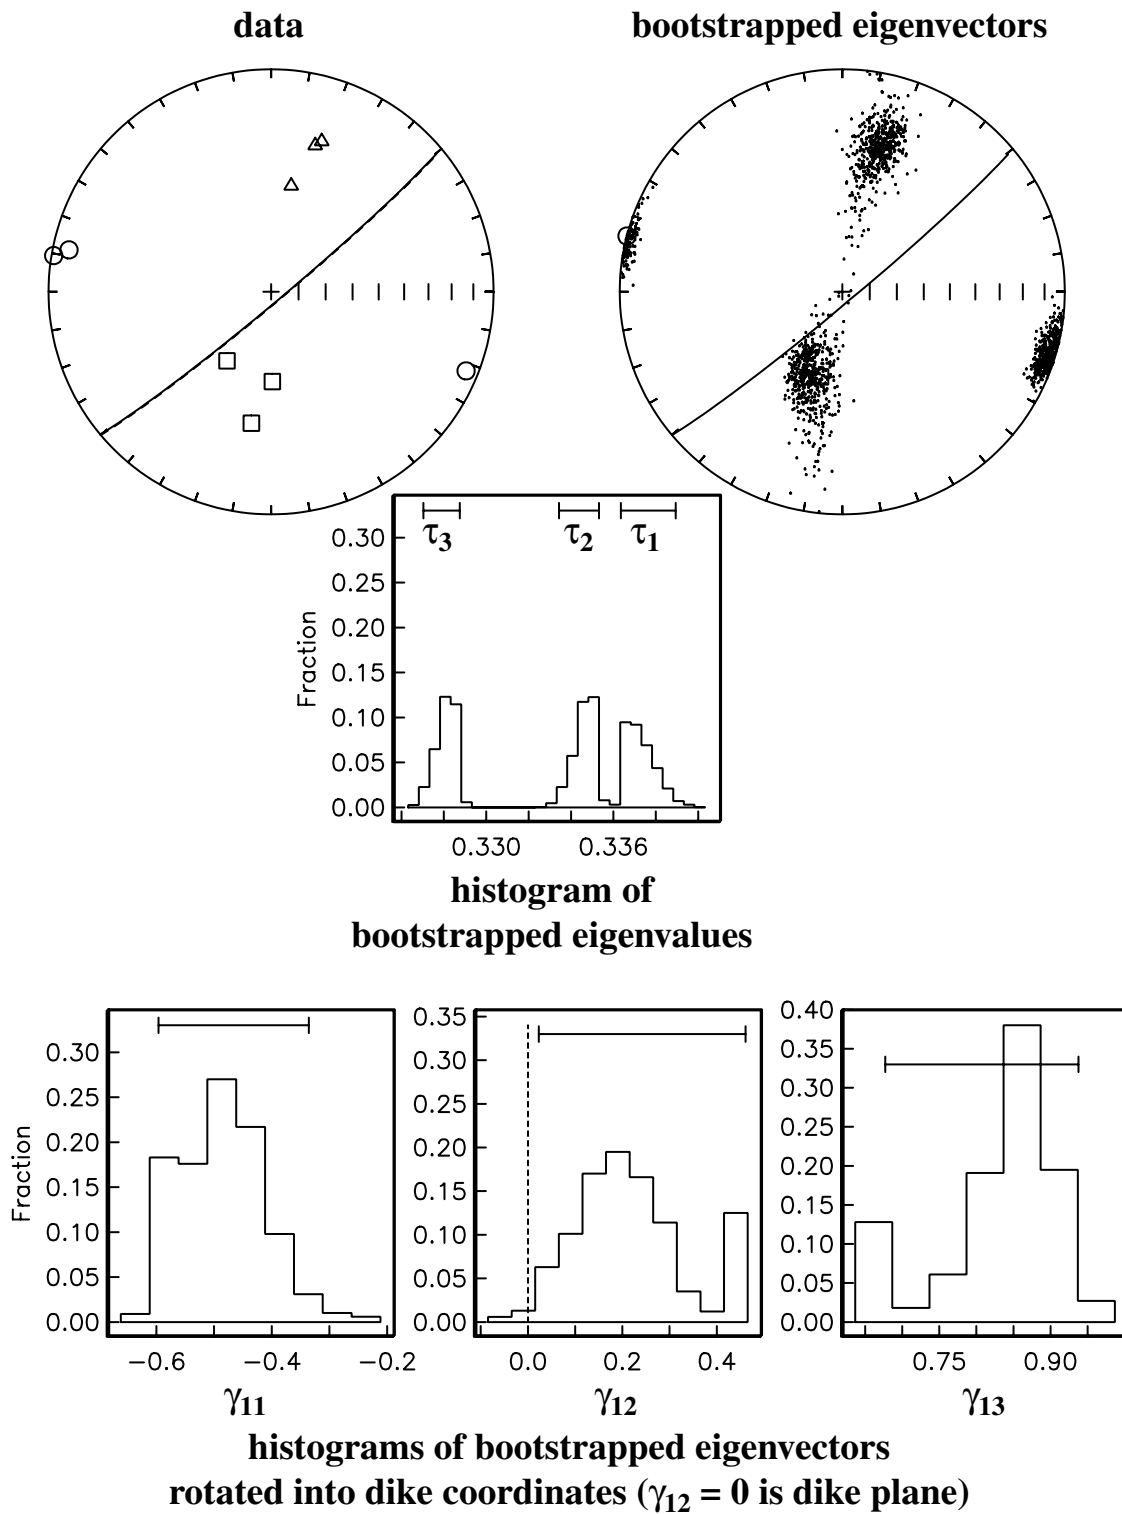 data
bootstrapped eigenvectors
τ3 τ2 τ1
0.30
0.25
0.20
0.15
0.10
0.05
0.00
Fraction
0.330 0.336
histogram of
bootstrapped eigenvalues
0.30
0.25
0.20
0.15
0.10
0.05
0.00
Fraction
−0.6 −0.4 −0.2
γ11
0.35
0.30
0.25
0.20
0.15
0.10
0.05
0.00
0.0 0.2 0.4
γ12
0.40
0.35
0.30
0.25
0.20
0.15
0.10
0.05
0.00
0.75 0.90
γ13
histograms of bootstrapped eigenvectors
rotated into dike coordinates (γ12 = 0 is dike plane)